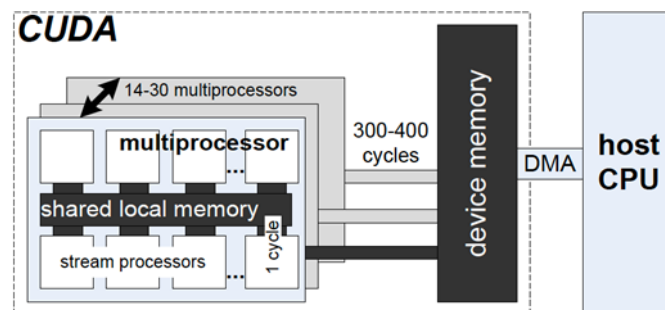 CUDA
14-30 multiprocessors
multiprocessor
...
shared local memory
1 cycle
stream processors
...
300-400
cycles
device memory
DMA
host
CPU